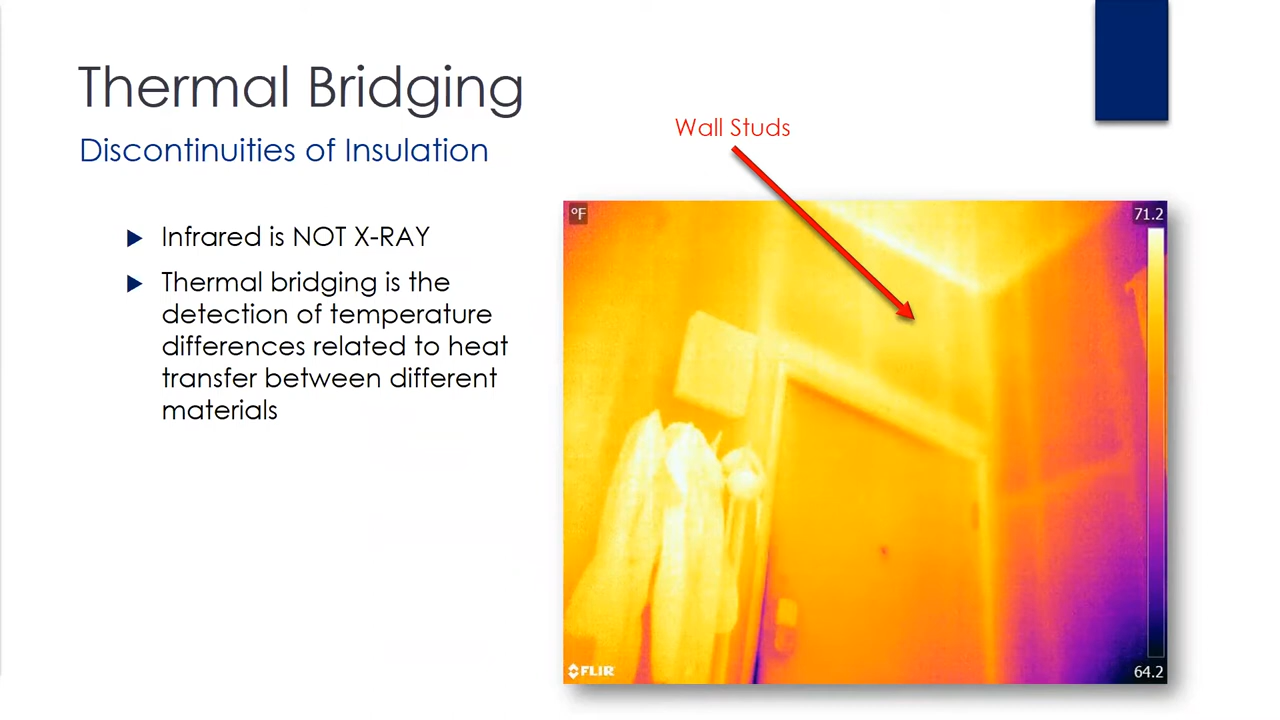 Thermal Bridging
Discontinuities of Insulation
Wall Studs
Infrared is NOT X-RAY
Thermal bridging is the
detection of temperature
differences related to heat
transfer between different
materials
°F
71.2
64.2
FLIR